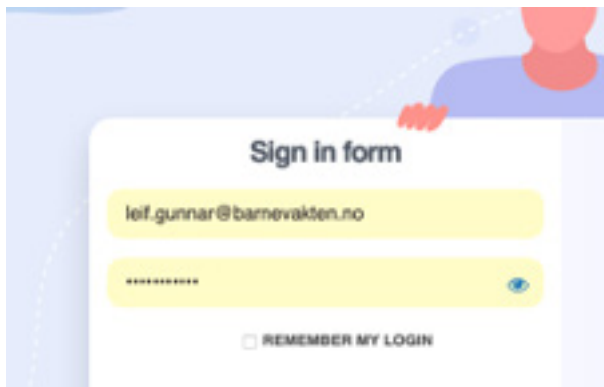 Sign in form
leif.gunnar@barnevakten.no
•••••••••••
REMEMBER MY LOGIN